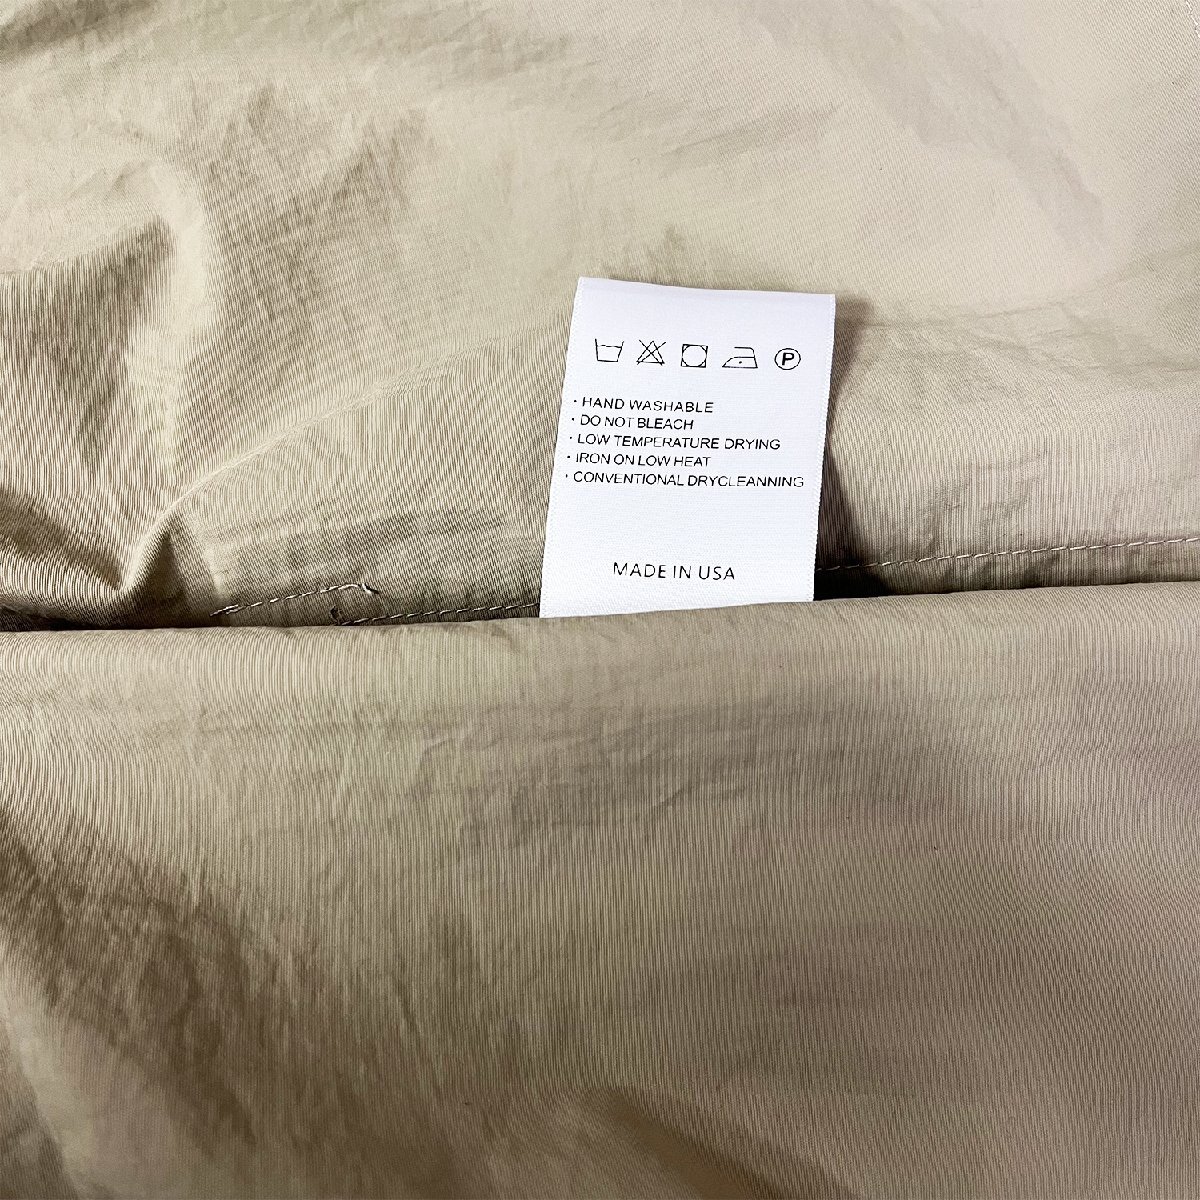 P
· HAND WASHABLE
· DO NOT BLEACH
· LOW TEMPERATURE DRYING
· IRON ON LOW HEAT
· CONVENTIONAL DRYCLEANNING
MADE IN USA